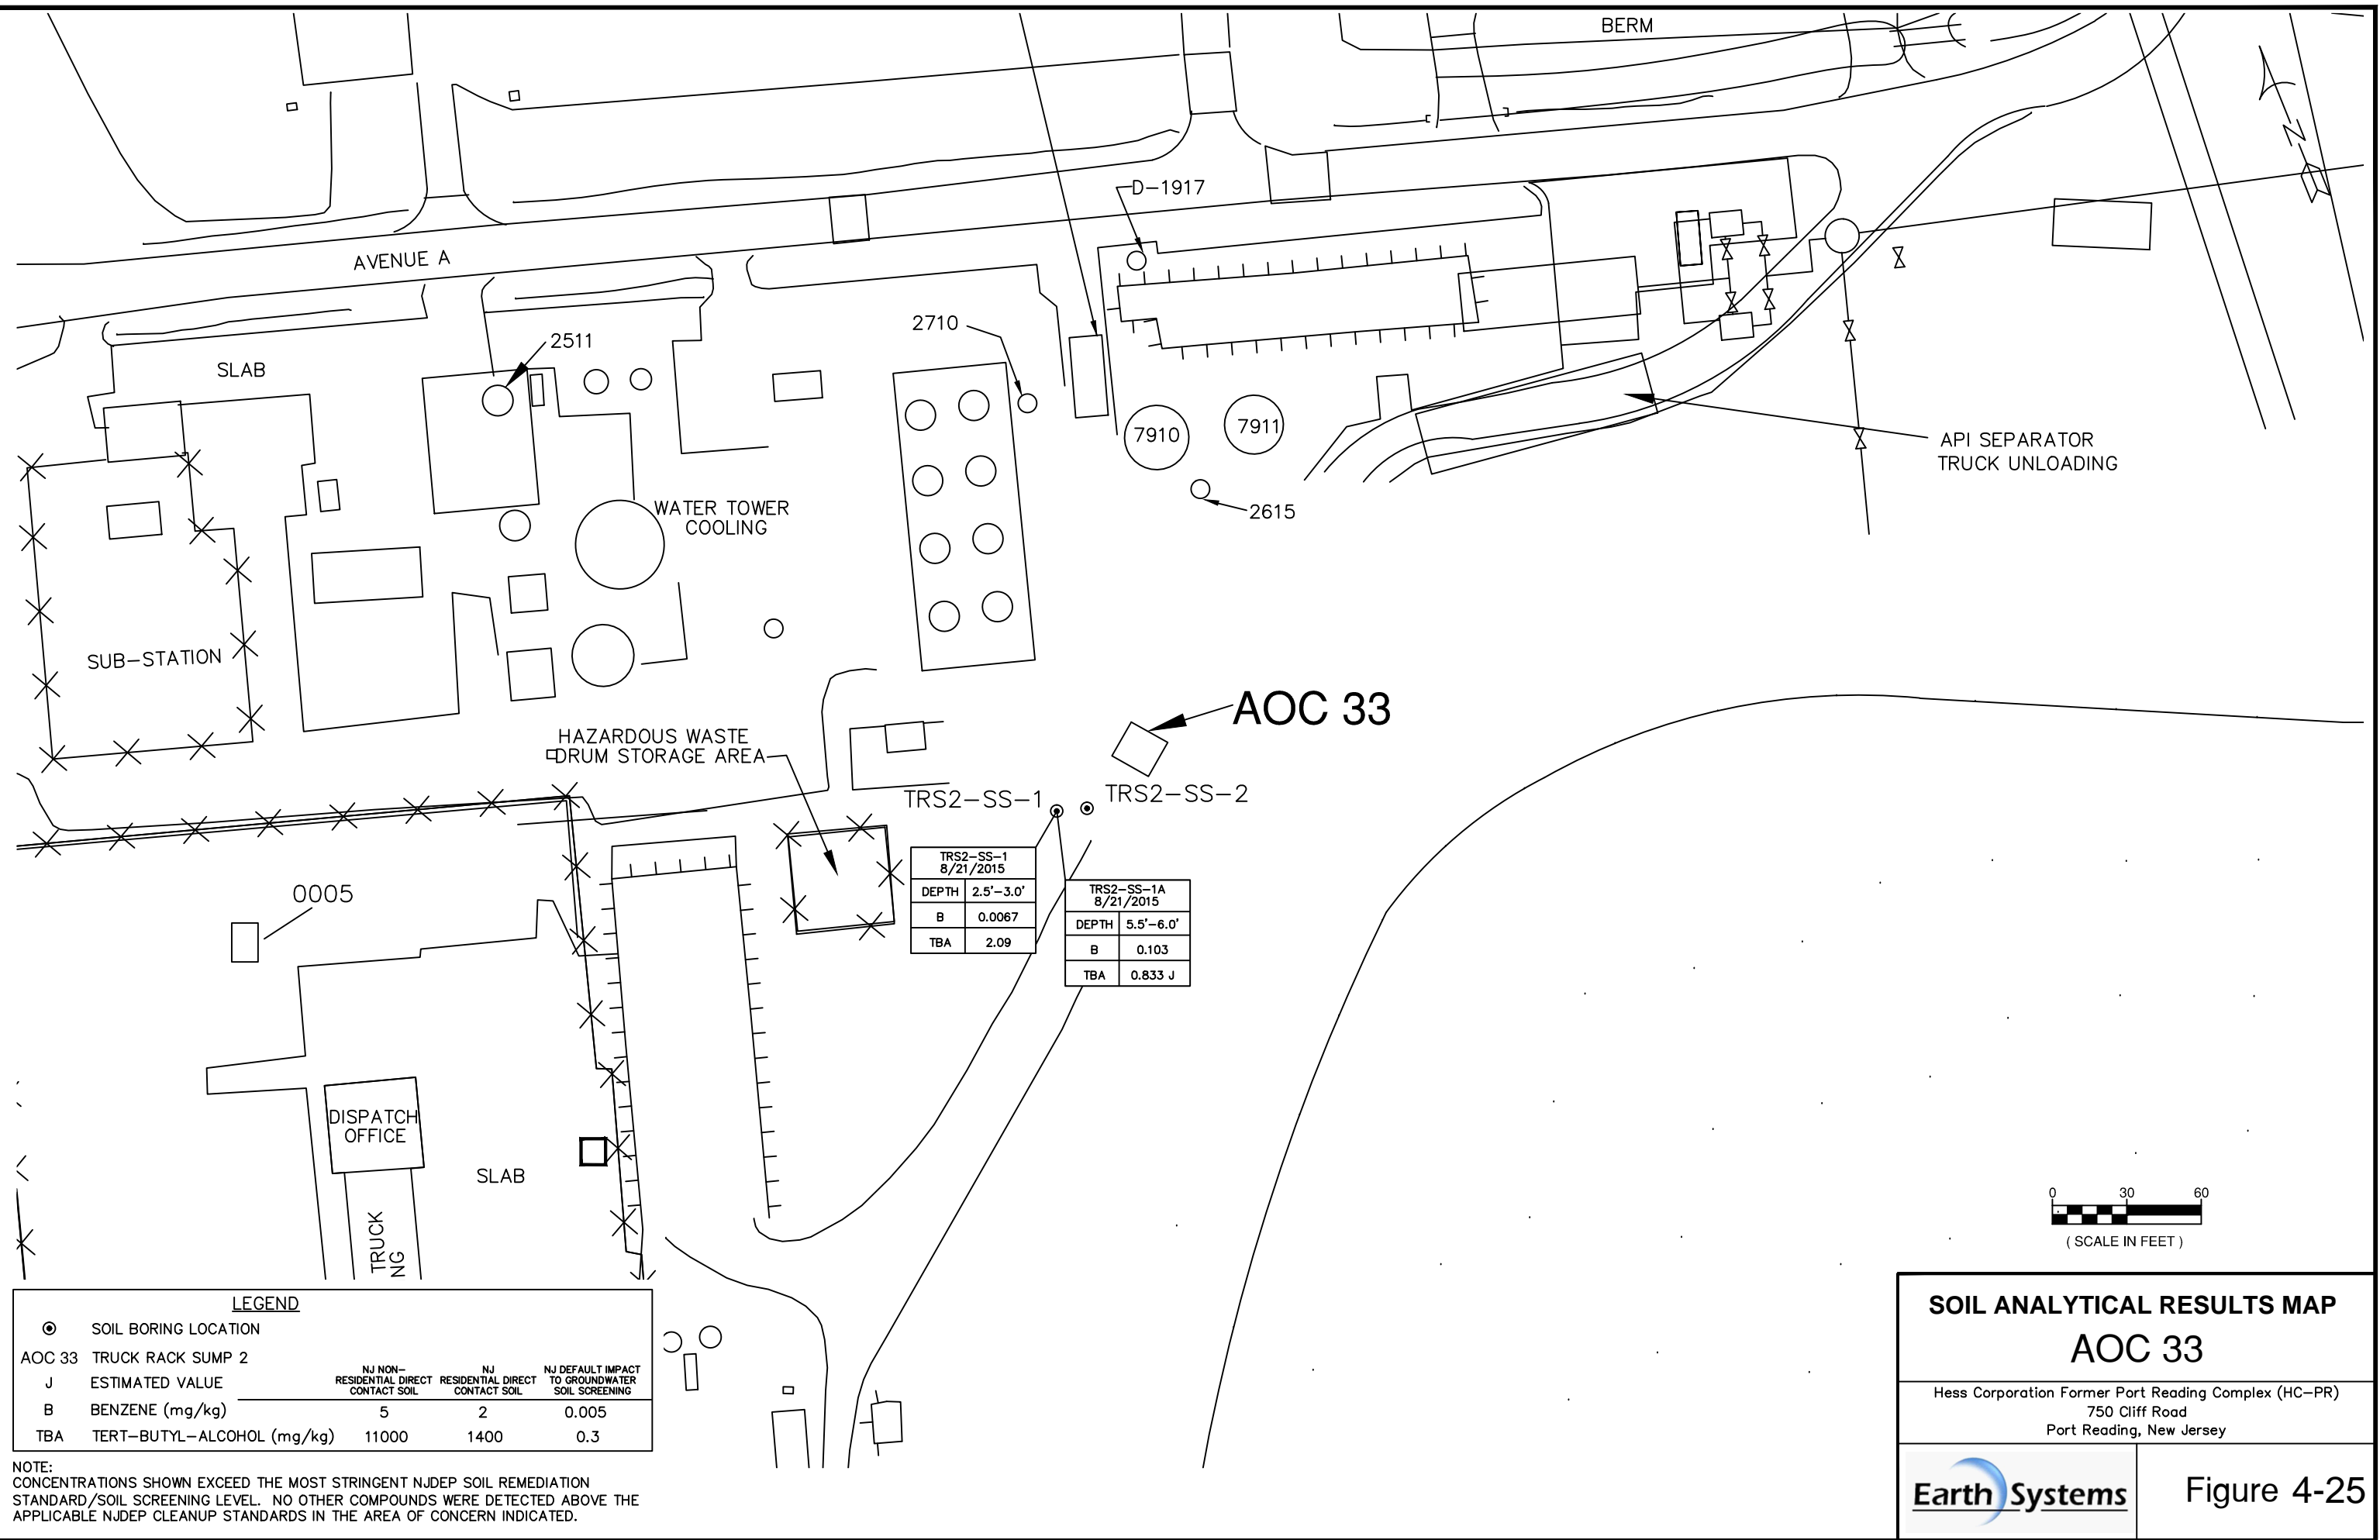 BERM
D-1917
AVENUE A
N
2710
2511
SLAB
7910
7911
API SEPARATOR
TRUCK UNLOADING
WATER TOWER
COOLING
2615
SUB-STATION
AOC 33
HAZARDOUS WASTE
DRUM STORAGE AREA
TRS2-SS-1
TRS2-SS-2
TRS2-SS-1
8/21/2015
DEPTH 2.5'-3.0'
B 0.0067
TBA 2.09
TRS2-SS-1A
8/21/2015
DEPTH 5.5'-6.0'
B 0.103
TBA 0.833 J
0005
DISPATCH
OFFICE
SLAB
TRUCK
NG
0 30 60
( SCALE IN FEET )
LEGEND
SOIL BORING LOCATION
AOC 33 TRUCK RACK SUMP 2
J ESTIMATED VALUE
NJ NON-
RESIDENTIAL DIRECT
CONTACT SOIL
NJ
RESIDENTIAL DIRECT
CONTACT SOIL
NJ DEFAULT IMPACT
TO GROUNDWATER
SOIL SCREENING
B BENZENE (mg/kg) 5 2 0.005
TBA TERT-BUTYL-ALCOHOL (mg/kg) 11000 1400 0.3
NOTE:
CONCENTRATIONS SHOWN EXCEED THE MOST STRINGENT NJDEP SOIL REMEDIATION
STANDARD/SOIL SCREENING LEVEL. NO OTHER COMPOUNDS WERE DETECTED ABOVE THE
APPLICABLE NJDEP CLEANUP STANDARDS IN THE AREA OF CONCERN INDICATED.
SOIL ANALYTICAL RESULTS MAP
AOC 33
Hess Corporation Former Port Reading Complex (HC-PR)
750 Cliff Road
Port Reading, New Jersey
Earth Systems
Figure 4-25